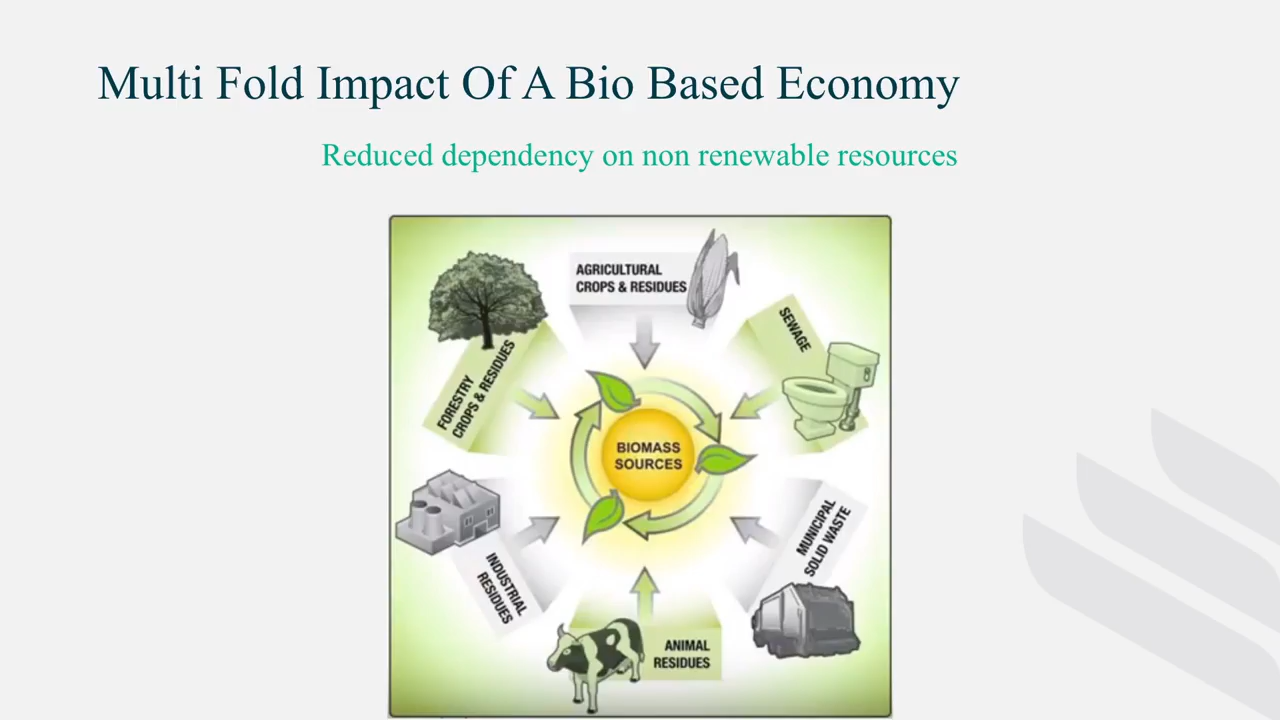 Multi Fold Impact Of A Bio Based Economy
Reduced dependency on non renewable resources
AGRICULTURAL
CROPS & RESIDUES
SEWAGE
FORESTRY
CROPS & RESIDUES
BIOMASS
SOURCES
MUNICIPAL
SOLID WASTE
INDUSTRIAL
RESIDUES
ANIMAL
RESIDUES